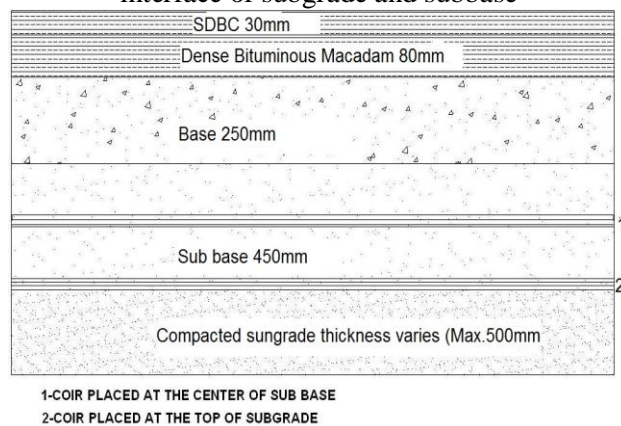 interface of subgrade and subbase
SDBC 30mm
Dense Bituminous Macadam 80mm
Base 250mm
1
Sub base 450mm
2
Compacted sungrade thickness varies (Max.500mm
1-COIR PLACED AT THE CENTER OF SUB BASE
2-COIR PLACED AT THE TOP OF SUBGRADE